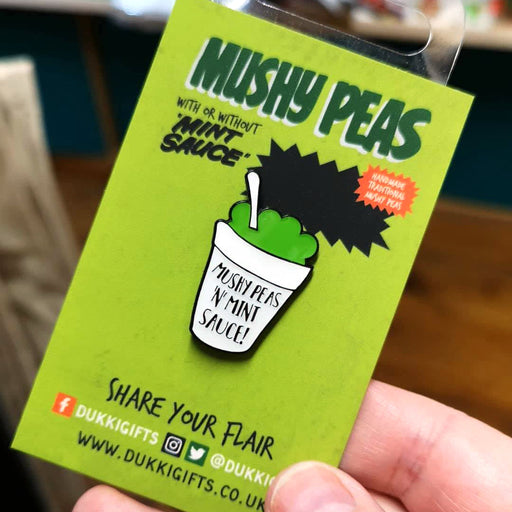 MUSHY PEAS
WITH OR WITHOUT
"MINT
SAUCE"
HANDMADE
TRADITIONAL
MUSHY PEAS
MUSHY PEAS
'N' MINT
SAUCE!
SHARE YOUR FLAIR
f DUKKIGIFTS @DUKKIG
WWW.DUKKIGIFTS.CO.UK